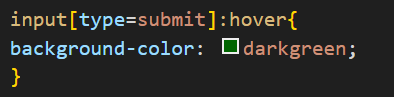 input[type=submit]:hover{
background-color: darkgreen;
}